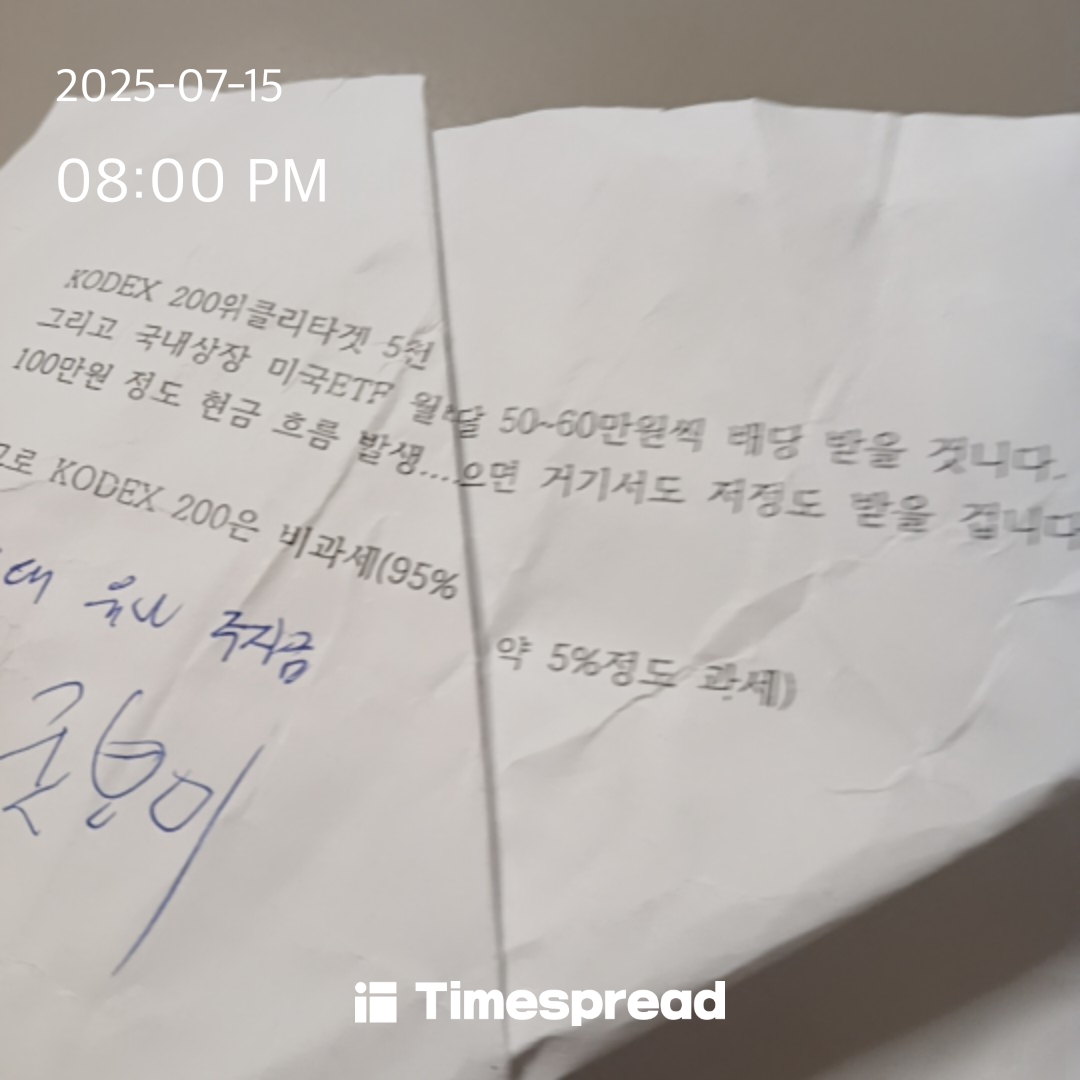 2025-07-15
08:00 PM
KODEX 200위클리타겟 5천
그리고 국내상장 미국ETF 월
100만원 정도 현금 흐름 발생...
달 50~60만원씩 배당 받을 겻니다.
으면 거기서도 저정도 받을 겁니다
고로 KODEX 200은 비과세(95%
약 5%정도 과세)
주지금
Timespread